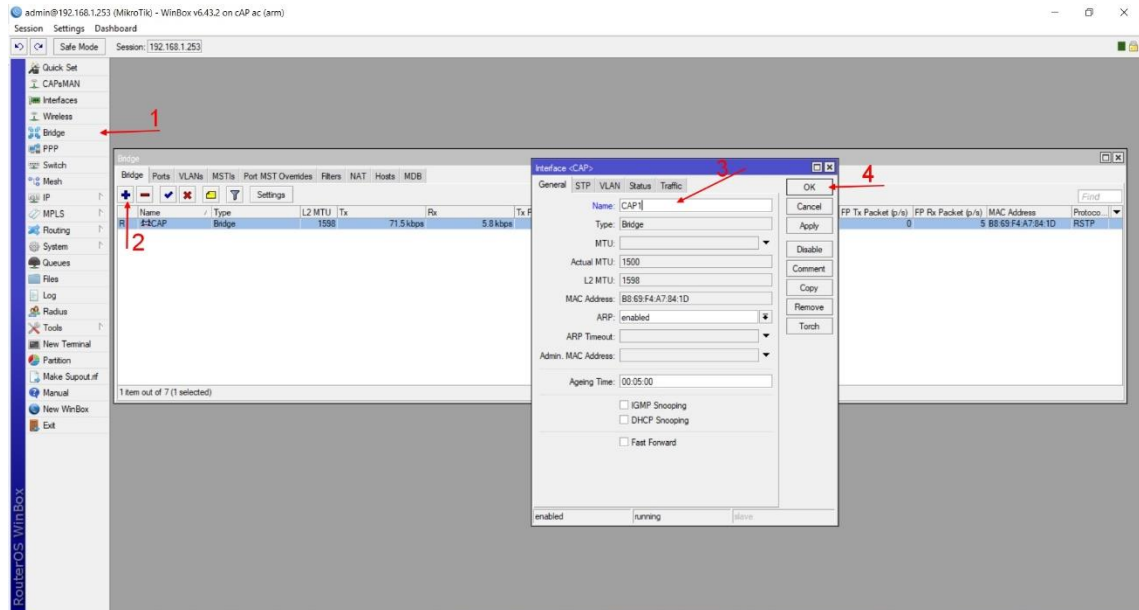 admin@192.168.1.253 (MikroTik) - WinBox v6.43.2 on cAP ac (arm)
Session Settings Dashboard
Safe Mode Session: 192.168.1.253
Quick Set
CAPsMAN
Interfaces
Wireless
Bridge
PPP
Switch
Mesh
IP
MPLS
Routing
System
Queues
Files
Log
Radius
Tools
New Terminal
Partition
Make Supout.rif
Manual
New WinBox
Exit
RouterOS WinBox
1
Bridge
Bridge Ports VLANs MSTIs Port MST Overrides Filters NAT Hosts MDB
Settings
Find
Name Type L2 MTU Tx Rx Tx P
FP Tx Packet (p/s) FP Rx Packet (p/s) MAC Address Protoco...
R CAP Bridge 1598 71.5 kbps 5.8 kbps
0 5 B8:69:F4:A7:84:1D RSTP
2
1 item out of 7 (1 selected)
Interface <CAP>
3
General STP VLAN Status Traffic
Name: CAP1
Type: Bridge
MTU:
Actual MTU: 1500
L2 MTU: 1598
MAC Address: B8:69:F4:A7:84:1D
ARP: enabled
ARP Timeout:
Admin. MAC Address:
Ageing Time: 00:05:00
IGMP Snooping
DHCP Snooping
Fast Forward
enabled running slave
4
OK
Cancel
Apply
Disable
Comment
Copy
Remove
Torch